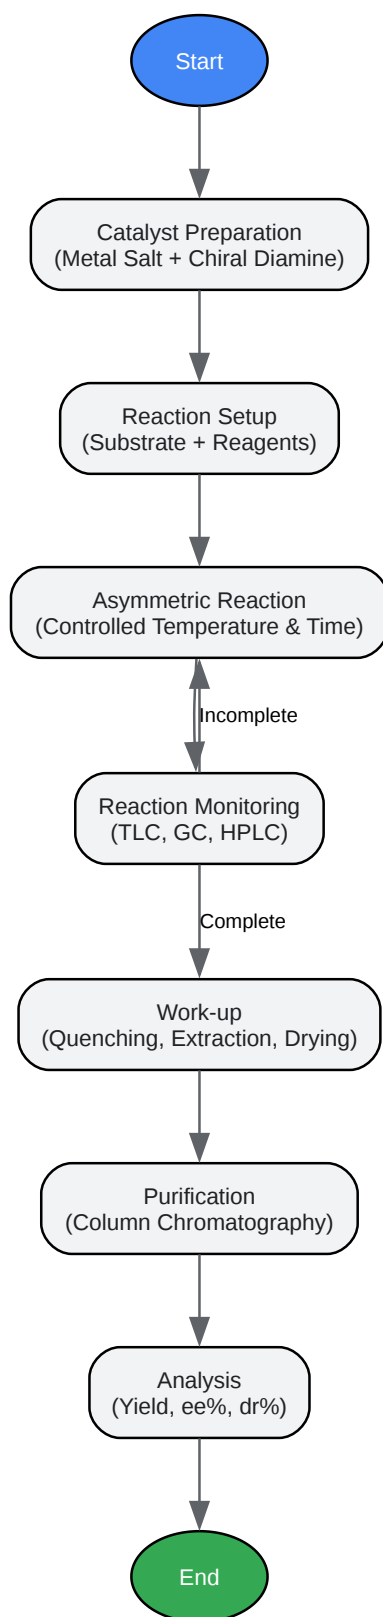 Start
Catalyst Preparation
(Metal Salt + Chiral Diamine)
Reaction Setup
(Substrate + Reagents)
Asymmetric Reaction
(Controlled Temperature & Time)
Incomplete
Reaction Monitoring
(TLC, GC, HPLC)
Complete
Work-up
(Quenching, Extraction, Drying)
Purification
(Column Chromatography)
Analysis
(Yield, ee%, dr%)
End